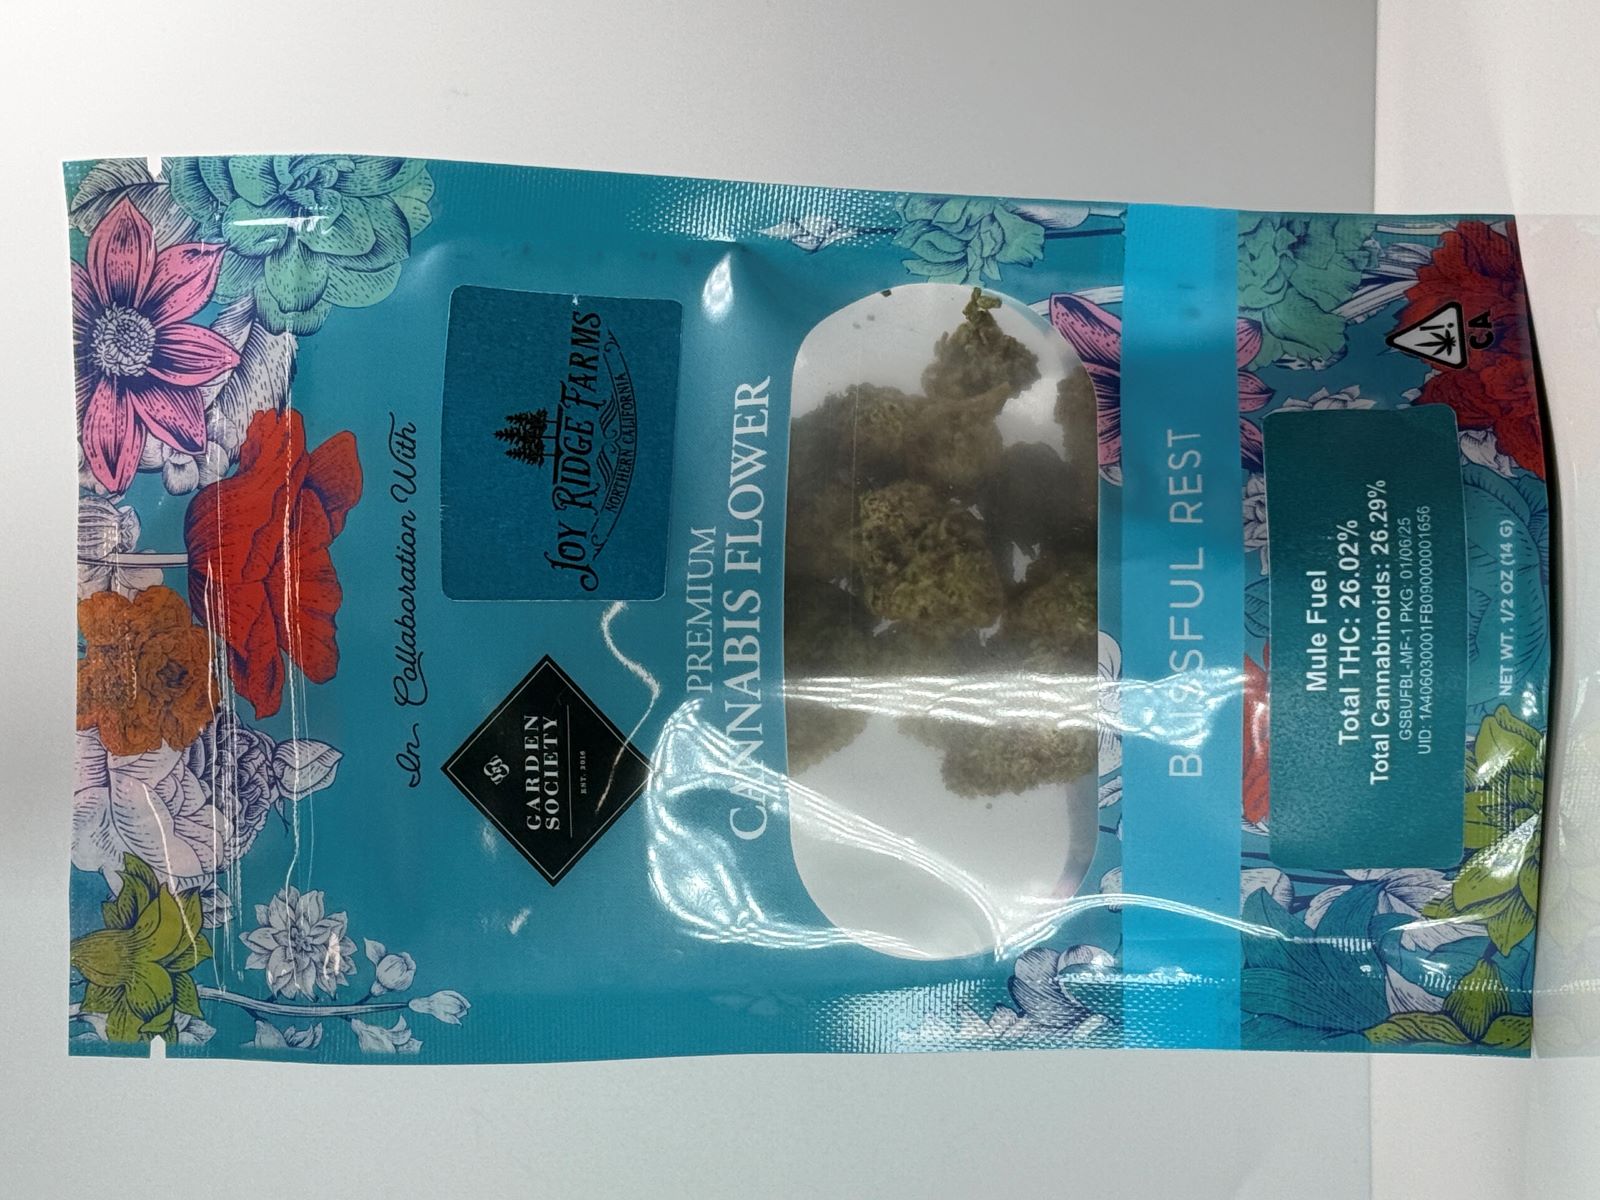 In Collaboration With
GS
GARDEN
SOCIETY
EST. 2016
JOY RIDGE FARMS
NORTHERN CALIFORNIA
PREMIUM
CANNABIS FLOWER
BLISSFUL REST
Mule Fuel
Total THC: 26.02%
Total Cannabinoids: 26.29%
GSBUFBL-MF-1 PKG: 01/06/25
UID: 1A4060300001FB0900001656
NET WT. 1/2 OZ (14 G)
!
CA